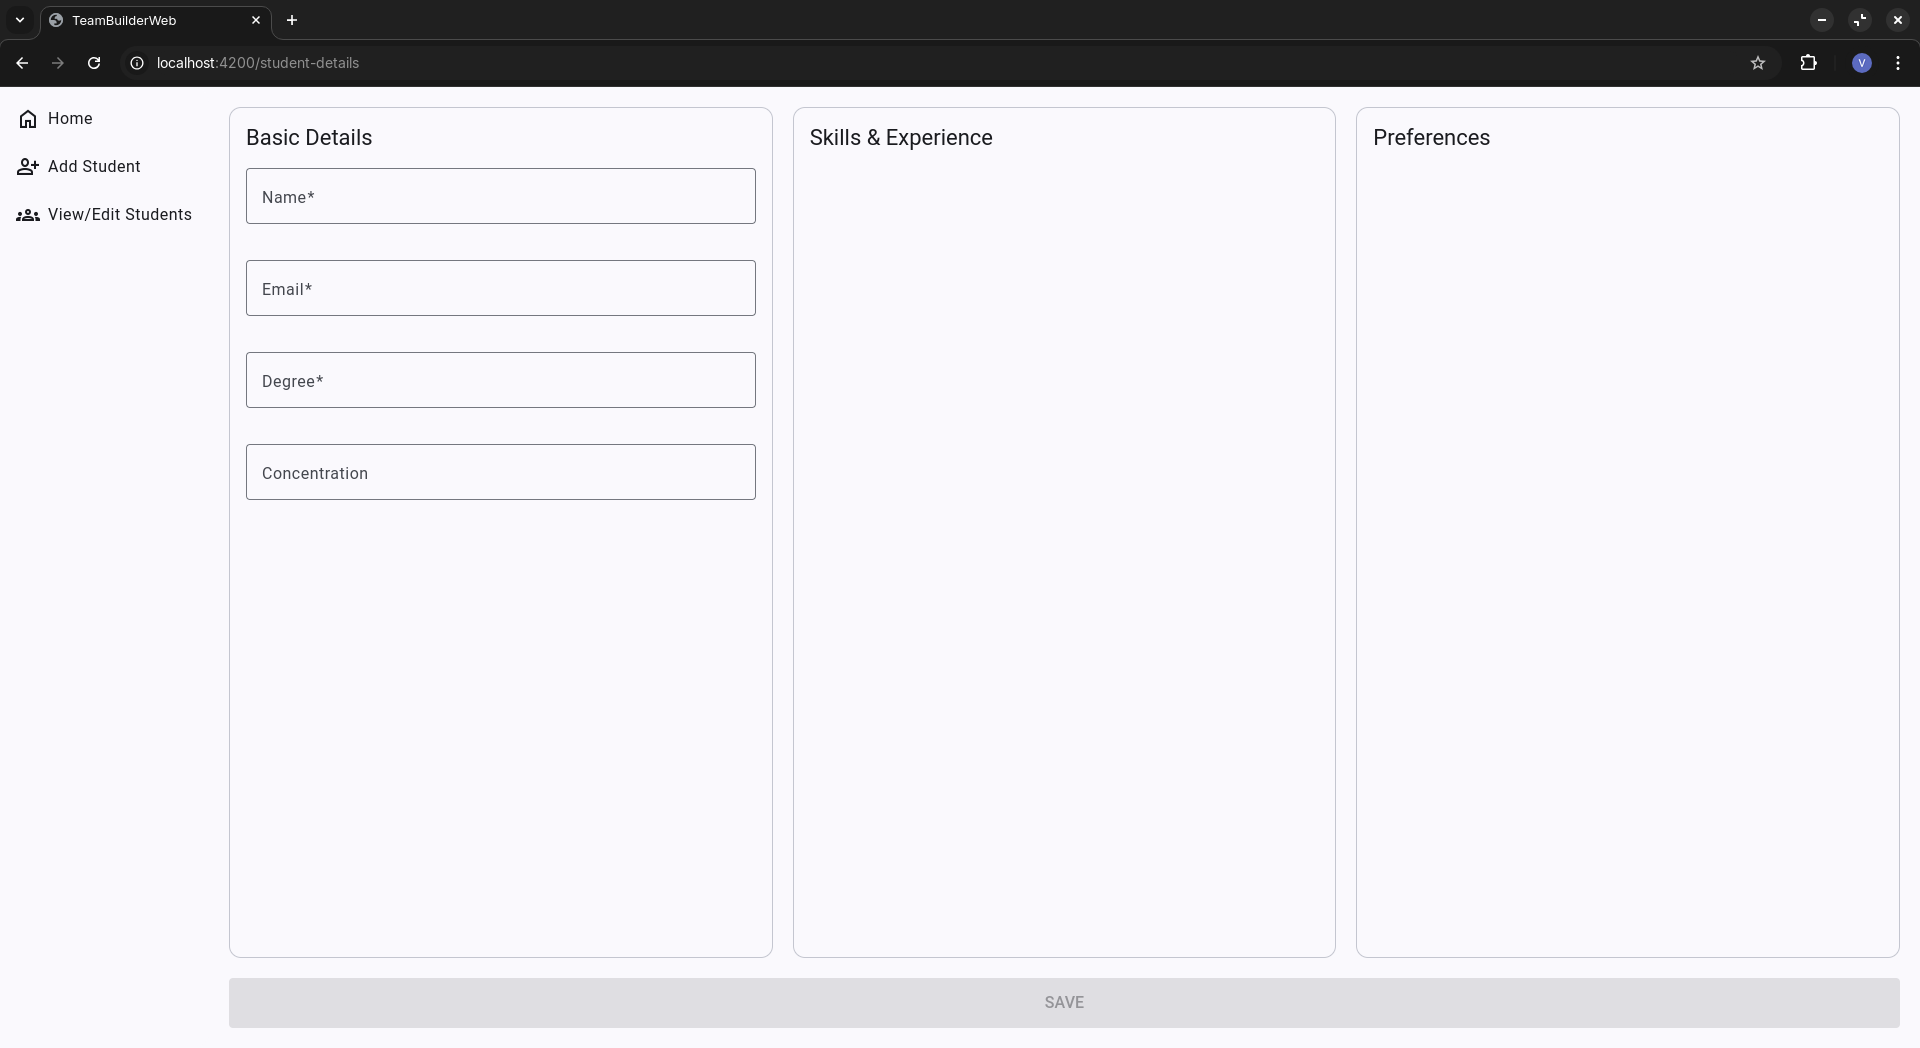 TeamBuilderWeb
localhost:4200/student-details
V
Home
Add Student
View/Edit Students
Basic Details
Name*
Email*
Degree*
Concentration
Skills & Experience
Preferences
SAVE